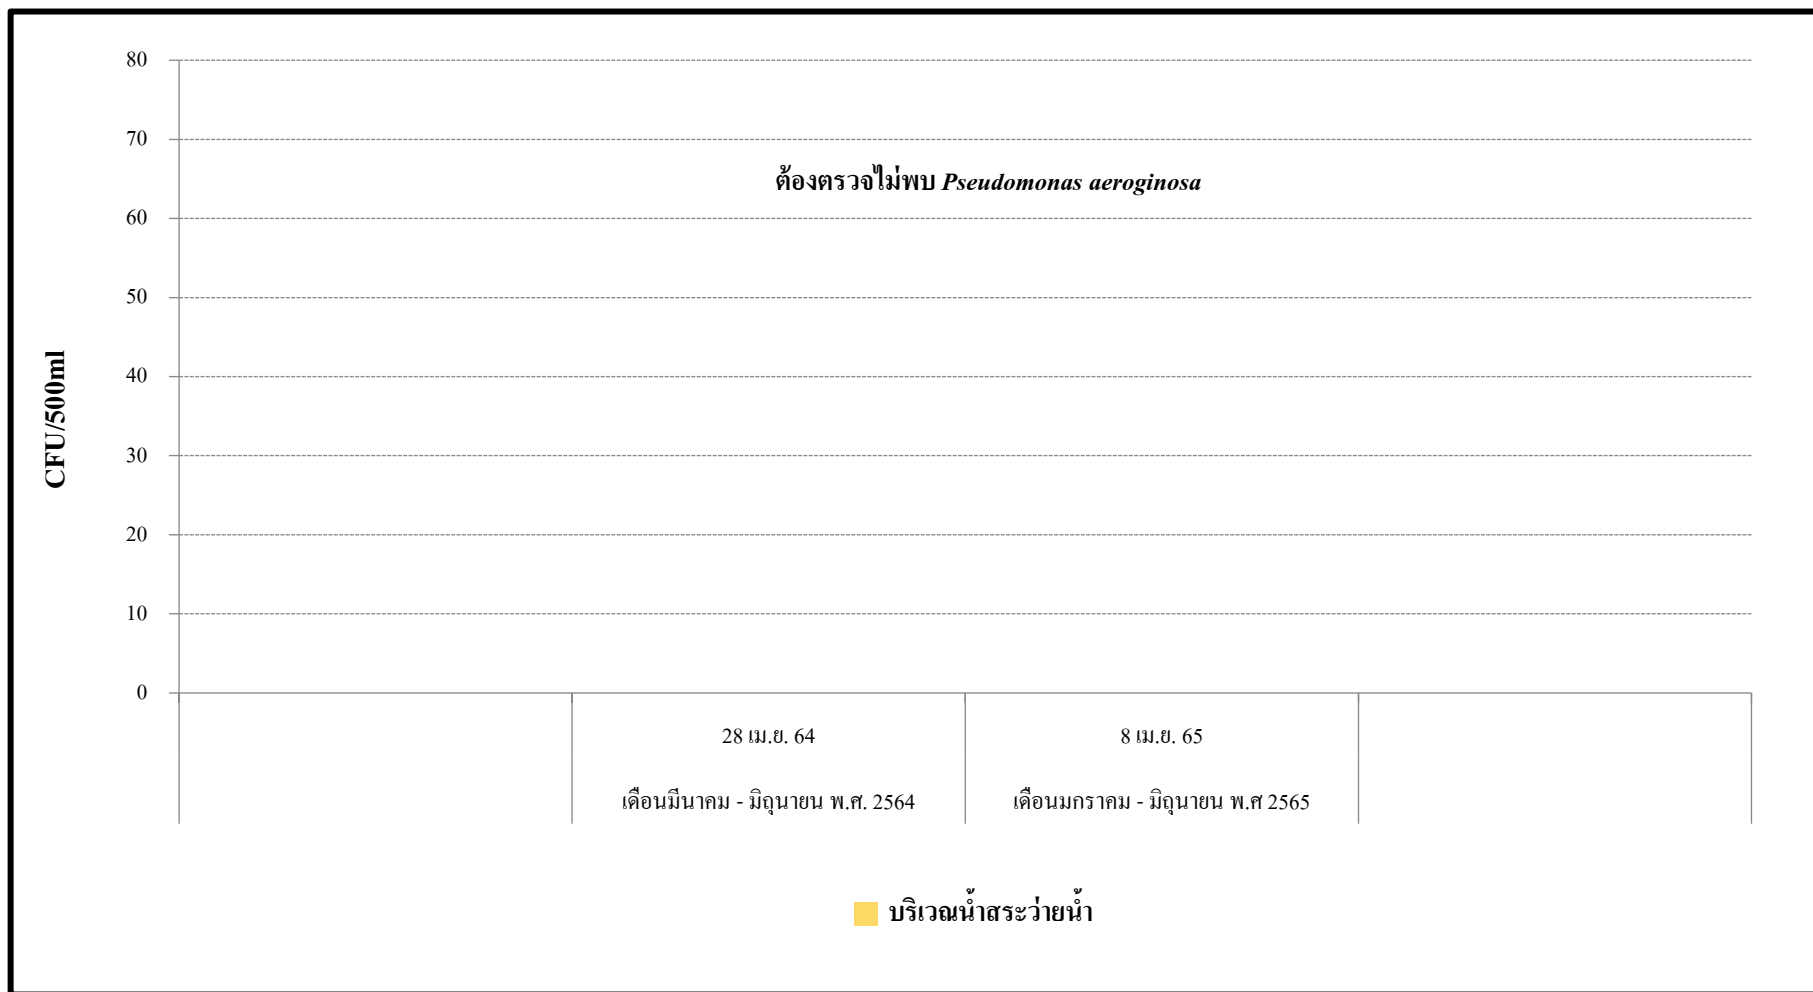 80
70
ต้องตรวจไม่พบ Pseudomonas aeroginosa
60
50
40
CFU/500ml
30
20
10
0
28 เม.ย. 64
8 เม.ย. 65
เดือนมีนาคม - มิถุนายน พ.ศ. 2564
เดือนมกราคม - มิถุนายน พ.ศ 2565
บริเวณน้ำสระว่ายน้ำ